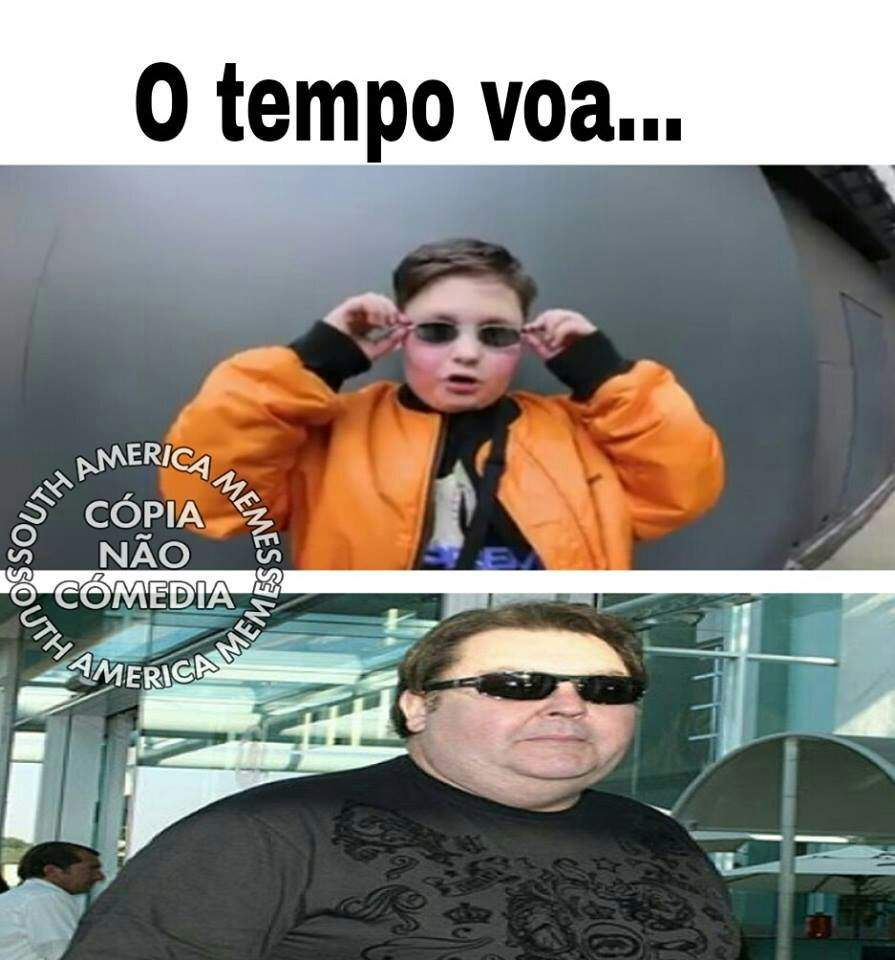 O tempo voa...
SOUTH AMERICA MEMES
CÓPIA
NÃO
CÓMEDIA
SOUTH AMERICA MEMES